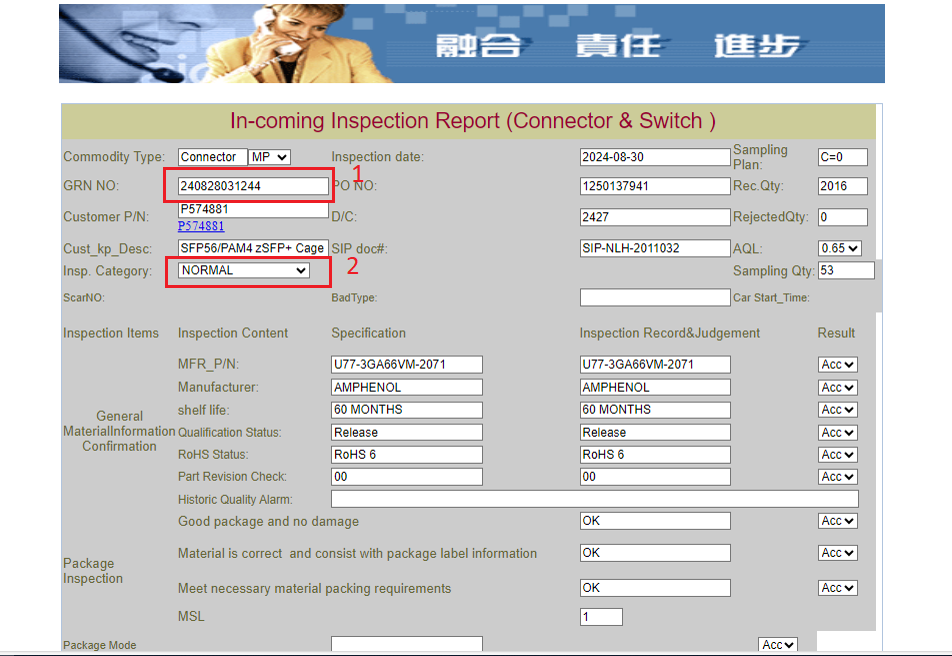 融合 責任 進步
In-coming Inspection Report (Connector & Switch )
Commodity Type: Connector MP Inspection date: 2024-08-30 Sampling Plan: C=0
GRN NO: 240828031244 1 PO NO: 1250137941 Rec.Qty: 2016
Customer P/N: P574881 D/C: 2427 RejectedQty: 0
P574881
Cust_kp_Desc: SFP56/PAM4 zSFP+ Cage SIP doc#: SIP-NLH-2011032 AQL: 0.65
Insp. Category: NORMAL 2 Sampling Qty: 53
ScarNO: BadType: Car Start_Time:
Inspection Items Inspection Content Specification Inspection Record&Judgement Result
MFR_P/N: U77-3GA66VM-2071 U77-3GA66VM-2071 Acc
Manufacturer: AMPHENOL AMPHENOL Acc
General MaterialInformation Confirmation
shelf life: 60 MONTHS 60 MONTHS Acc
Qualification Status: Release Release Acc
RoHS Status: RoHS 6 RoHS 6 Acc
Part Revision Check: 00 00 Acc
Historic Quality Alarm:
Good package and no damage OK Acc
Package Inspection
Material is correct and consist with package label information OK Acc
Meet necessary material packing requirements OK Acc
MSL 1
Package Mode Acc